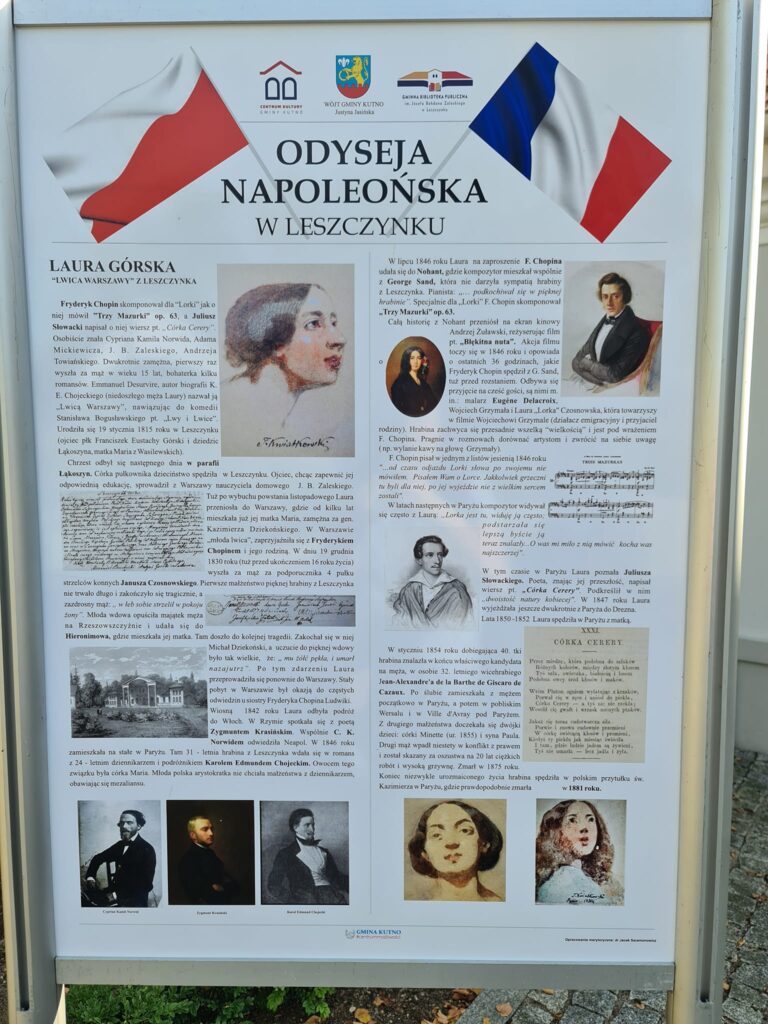 CENTRUM KULTURY
GMINY KUTNO
WÓJT GMINY KUTNO
Justyna Jasińska
GMINNA BIBLIOTEKA PUBLICZNA
im. Józefa Bohdana Zaleskiego
w Leszczynku
ODYSEJA
NAPOLEOŃSKA
W LESZCZYNKU
LAURA GÓRSKA
"LWICA WARSZAWY" Z LESZCZYNKA
Fryderyk Chopin skomponował dla "Lorki" jak o
niej mówił "Trzy Mazurki" op. 63, a Juliusz
Słowacki napisał o niej wiersz pt. „Córka Cerery".
Osobiście znała Cypriana Kamila Norwida, Adama
Mickiewicza, J. B. Zaleskiego, Andrzeja
Towiańskiego. Dwukrotnie zamężna, pierwszy raz
wyszła za mąż w wieku 15 lat, bohaterka kilku
romansów. Emmanuel Desurvire, autor biografii K.
E. Chojeckiego (niedoszłego męża Laury) nazwał ją
„Lwicą Warszawy", nawiązując do komedii
Stanisława Bogusławskiego pt. „Lwy i Lwice".
Urodziła się 19 stycznia 1815 roku w Leszczynku
(ojciec płk Franciszek Eustachy Górski i dziedzic
Łąkoszyna, matka Maria z Wasilewskich).
Chrzest odbył się następnego dnia w parafii
Łąkoszyn. Córka pułkownika dzieciństwo spędziła w Leszczynku. Ojciec, chcąc zapewnić jej
odpowiednią edukację, sprowadził z Warszawy nauczyciela domowego J. B. Zaleskiego.
Tuż po wybuchu powstania listopadowego Laura
przeniosła do Warszawy, gdzie od kilku lat
mieszkała już jej matka Maria, zamężna za gen.
Kazimierza Dziekońskiego. W Warszawie
„młoda lwica", zaprzyjaźniła się z Fryderykiem
Chopinem i jego rodziną. W dniu 19 grudnia
1830 roku (tuż przed ukończeniem 16 roku życia)
wyszła za mąż za podporucznika 4 pułku
strzelców konnych Janusza Czosnowskiego. Pierwsze małżeństwo pięknej hrabiny z Leszczynka
nie trwało długo i zakończyło się tragicznie, a
zazdrosny mąż: „w łeb sobie strzelił w pokoju
żony". Młoda wdowa opuściła majątek męża
na Rzeszowszczyźnie i udała się do
Hieronimowa, gdzie mieszkała jej matka. Tam doszło do kolejnej tragedii. Zakochał się w niej
Michał Dziekoński, a uczucie do pięknej wdowy
było tak wielkie, że: „mu żółć pękła, i umarł
nazajutrz". Po tym zdarzeniu Laura
przeprowadziła się ponownie do Warszawy. Stały
pobyt w Warszawie był okazją do częstych
odwiedzin u siostry Fryderyka Chopina Ludwiki.
Wiosną 1842 roku Laura odbyła podróż
do Włoch. W Rzymie spotkała się z poetą
Zygmuntem Krasińskim. Wspólnie C. K.
Norwidem odwiedziła Neapol. W 1846 roku
zamieszkała na stałe w Paryżu. Tam 31 - letnia hrabina z Leszczynka wdała się w romans
z 24 - letnim dziennikarzem i podróżnikiem Karolem Edmundem Chojeckim. Owocem tego
związku była córka Maria. Młoda polska arystokratka nie chciała małżeństwa z dziennikarzem,
obawiając się mezaliansu.
Cyprian Kamil Norwid
Zygmunt Krasiński
Karol Edmund Chojecki
W lipcu 1846 roku Laura na zaproszenie F. Chopina
udała się do Nohant, gdzie kompozytor mieszkał wspólnie
z George Sand, która nie darzyła sympatią hrabiny
z Leszczynka. Pianista: „... podkochiwał się w pięknej
hrabinie". Specjalnie dla „Lorki" F. Chopin skomponował
„Trzy Mazurki" op. 63.
Całą historię z Nohant przeniósł na ekran kinowy
Andrzej Żuławski, reżyserując film
pt. „Błękitna nuta". Akcja filmu
toczy się w 1846 roku i opowiada
o ostatnich 36 godzinach, jakie
Fryderyk Chopin spędził z G. Sand,
tuż przed rozstaniem. Odbywa się
przyjęcie na cześć gości, są nimi m.
in.: malarz Eugène Delacroix,
Wojciech Grzymała i Laura „Lorka" Czosnowska, która towarzyszy
w filmie Wojciechowi Grzymale (działacz emigracyjny i przyjaciel
rodziny). Hrabina zachwyca się przesadnie wszelką "wielkością" i jest pod wrażeniem
F. Chopina. Pragnie w rozmowach dorównać artystom i zwrócić na siebie uwagę
( np. wylanie kawy na głowę Grzymały).
F. Chopin pisał w jednym z listów jesienią 1846 roku
"...od czasu odjazdu Lorki słowa po swojemu nie
mówiłem. Pisałem Wam o Lorce. Jakkolwiek grzeczni
tu byli dla niej, po jej wyjeździe nie z wielkim sercem
zostali".
TROIS MAZURKAS
W latach następnych w Paryżu kompozytor widywał
się często z Laurą. „Lorka jest tu, widuję ją często;
podstarzała się
lepszą byście ją
teraz znalazły...O was mi miło z nią mówić kocha was
najszczerzej".
W tym czasie w Paryżu Laura poznała Juliusza
Słowackiego. Poeta, znając jej przeszłość, napisał
wiersz pt. „Córka Cerery". Podkreślił w nim
„dwoistość natury kobiecej". W 1847 roku Laura
wyjeżdżała jeszcze dwukrotnie z Paryża do Drezna.
Lata 1850 -1852 Laura spędziła w Paryżu z matką.
W styczniu 1854 roku dobiegająca 40. tki
hrabina znalazła w końcu właściwego kandydata
na męża, w osobie 32. letniego wicehrabiego
Jean-Alexandre'a de la Barthe de Giscaro de
Cazaux. Po ślubie zamieszkała z mężem
początkowo w Paryżu, a potem w pobliskim
Wersalu i w Ville d'Avray pod Paryżem.
Z drugiego małżeństwa doczekała się dwójkę
dzieci: córki Minette (ur. 1855) i syna Paula.
Drugi mąż wpadł niestety w konflikt z prawem
i został skazany za oszustwa na 20 lat ciężkich
robót i wysoką grzywnę. Zmarł w 1875 roku.
Koniec niezwykle urozmaiconego życia hrabina spędziła w polskim przytułku św.
Kazimierza w Paryżu, gdzie prawdopodobnie zmarła w 1881 roku.
XXXI.
CÓRKA CERERY.
GMINA KUTNO
Opracowanie merytoryczne: dr Jacek Saramonowicz